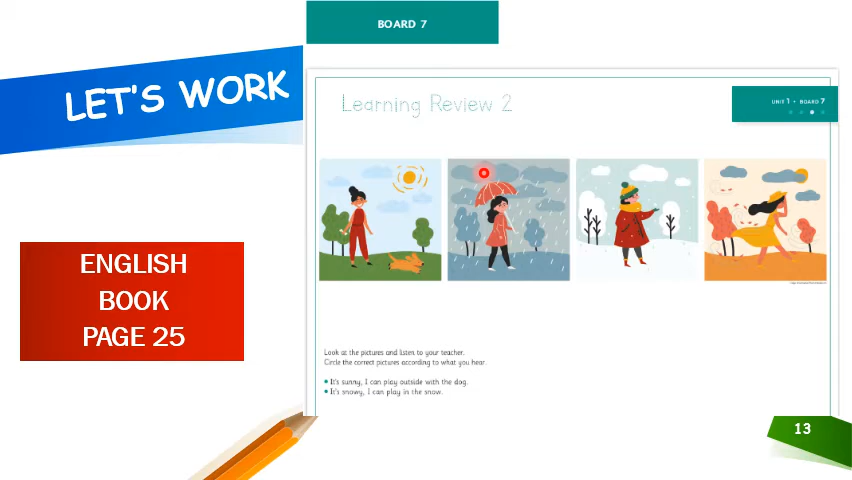 BOARD 7
LET'S WORK
Learning Review 2
UNIT 1 • BOARD 7
ENGLISH
BOOK
PAGE 25
Look at the pictures and listen to your teacher.
Circle the correct pictures according to what you hear.
• It's sunny, I can play outside with the dog.
• It's snowy, I can play in the snow.
13